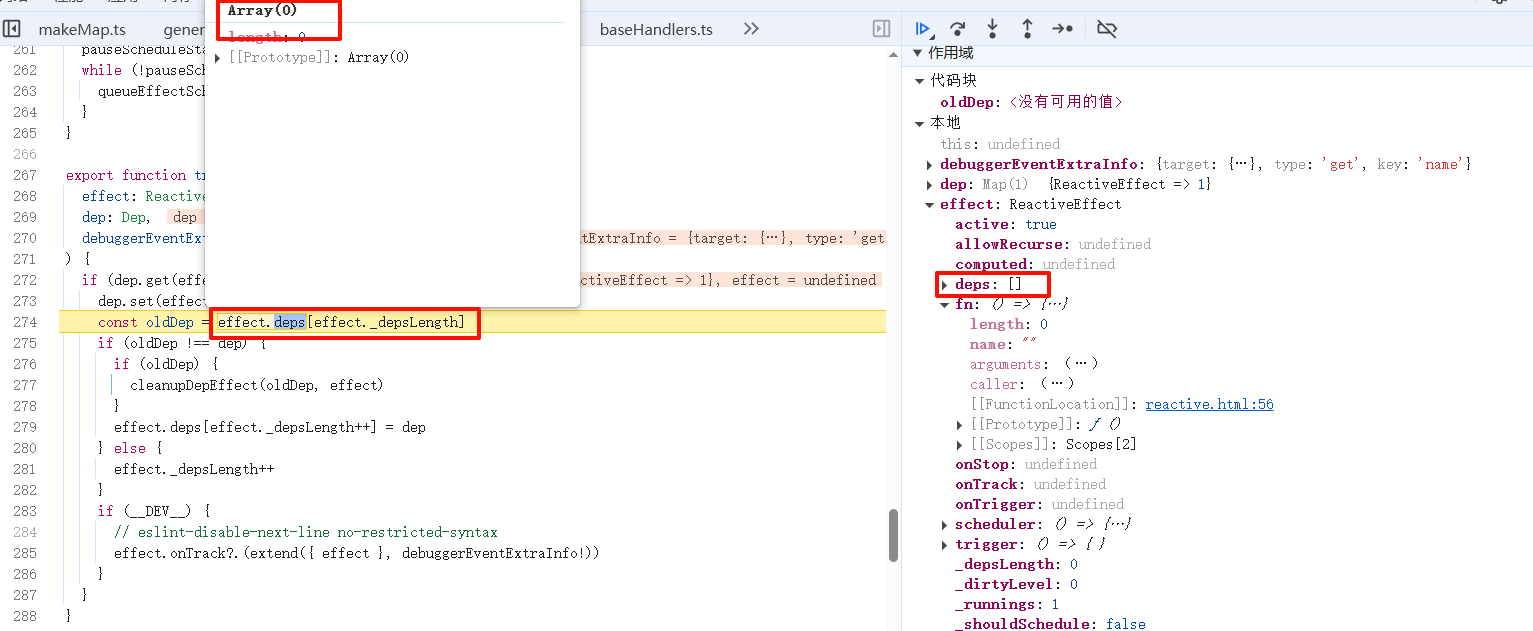 makeMap.ts
gener
baseHandlers.ts
Array(0)
length: 0
[[Prototype]]: Array(0)
261 pauseScheduleSta
262 while (!pauseSch
263 queueEffectSch
264 }
265 }
266
267 export function tr
268 effect: Reactive
269 dep: Dep, dep
270 debuggerEventExt tExtraInfo = {target: {…}, type: 'get
271 ) {
272 if (dep.get(effe ctiveEffect => 1}, effect = undefined
273 dep.set(effect
274 const oldDep = effect.deps[effect._depsLength]
275 if (oldDep !== dep) {
276 if (oldDep) {
277 cleanupDepEffect(oldDep, effect)
278 }
279 effect.deps[effect._depsLength++] = dep
280 } else {
281 effect._depsLength++
282 }
283 if (__DEV__) {
284 // eslint-disable-next-line no-restricted-syntax
285 effect.onTrack?.(extend({ effect }, debuggerEventExtraInfo!))
286 }
287 }
288 }
作用域
代码块
oldDep: <没有可用的值>
本地
this: undefined
debuggerEventExtraInfo: {target: {…}, type: 'get', key: 'name'}
dep: Map(1) {ReactiveEffect => 1}
effect: ReactiveEffect
active: true
allowRecurse: undefined
computed: undefined
deps: []
fn: () => {…}
length: 0
name: ""
arguments: (…)
caller: (…)
[[FunctionLocation]]: reactive.html:56
[[Prototype]]: ƒ ()
[[Scopes]]: Scopes[2]
onStop: undefined
onTrack: undefined
onTrigger: undefined
scheduler: () => {…}
trigger: () => { }
_depsLength: 0
_dirtyLevel: 0
_runnings: 1
_shouldSchedule: false